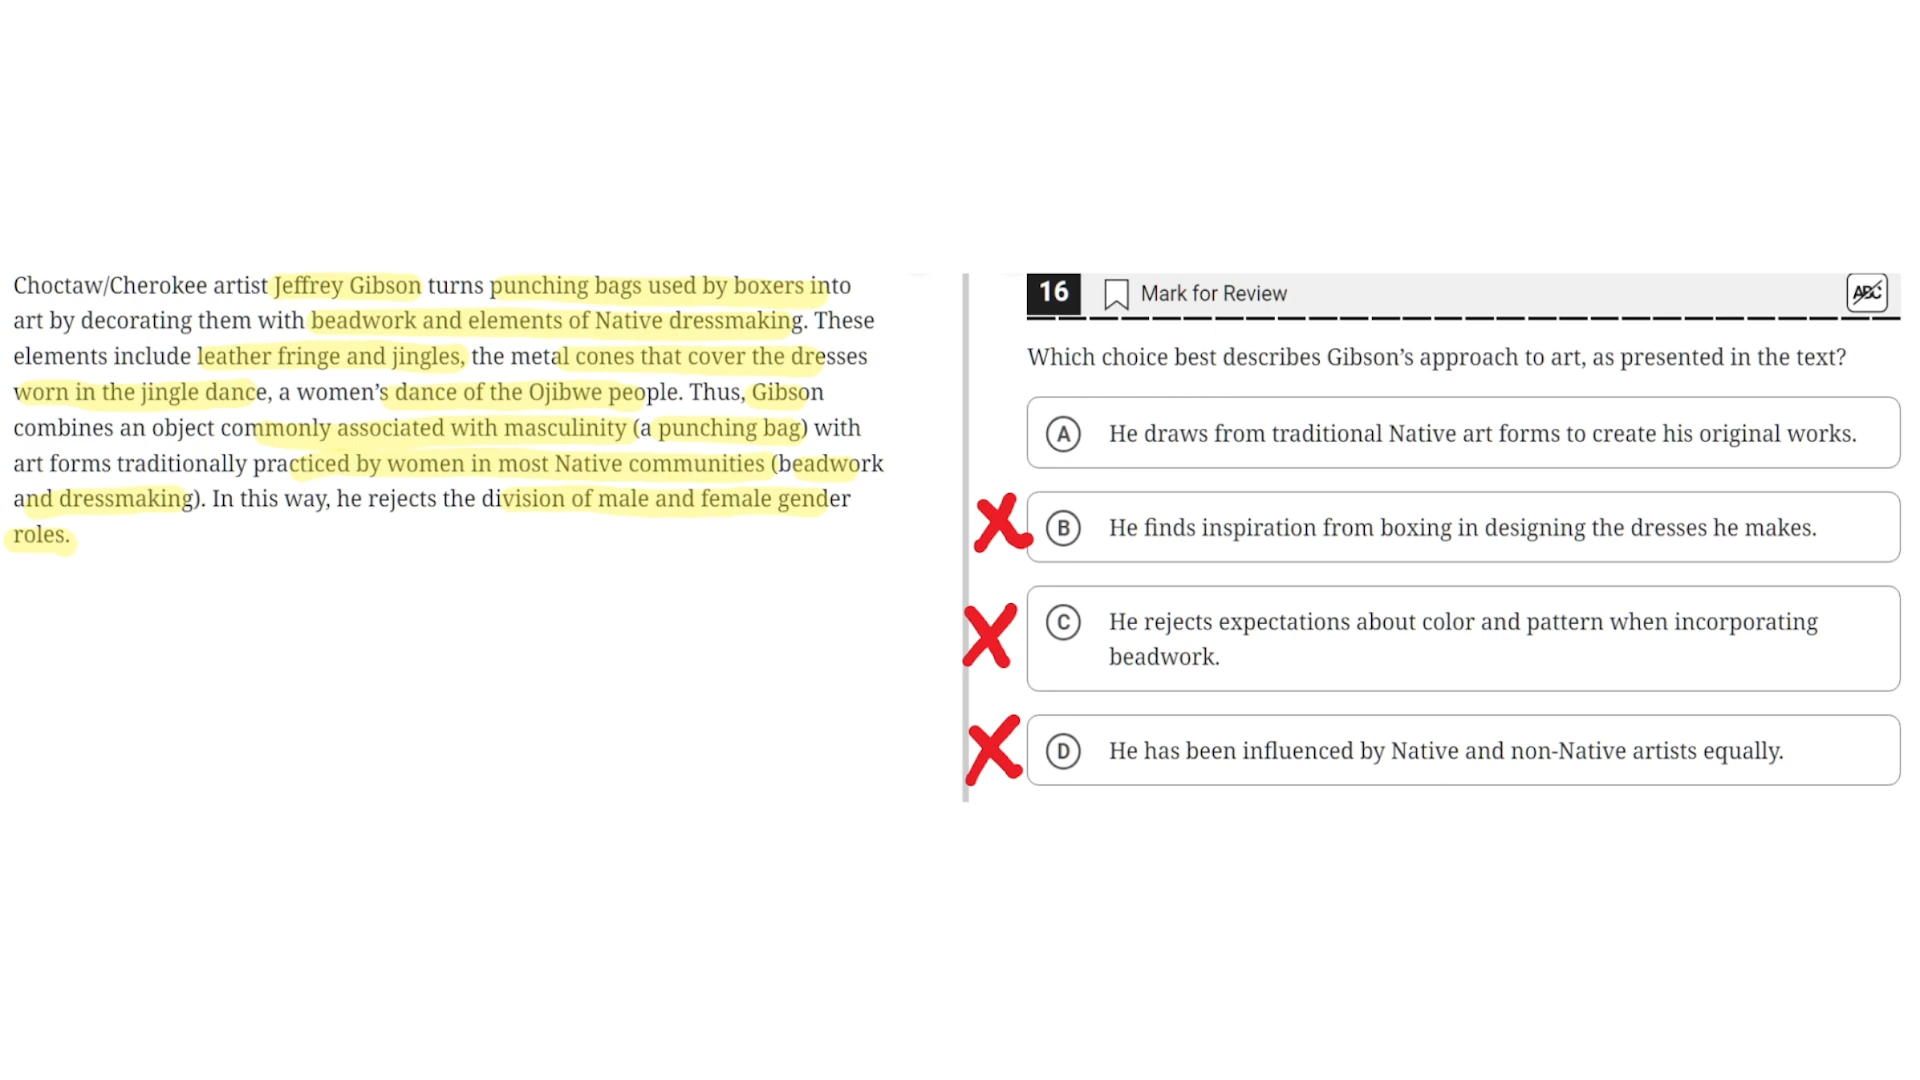 Choctaw/Cherokee artist Jeffrey Gibson turns punching bags used by boxers into
art by decorating them with beadwork and elements of Native dressmaking. These
elements include leather fringe and jingles, the metal cones that cover the dresses
worn in the jingle dance, a women’s dance of the Ojibwe people. Thus, Gibson
combines an object commonly associated with masculinity (a punching bag) with
art forms traditionally practiced by women in most Native communities (beadwork
and dressmaking). In this way, he rejects the division of male and female gender
roles.
16 Mark for Review ABC
Which choice best describes Gibson’s approach to art, as presented in the text?
A He draws from traditional Native art forms to create his original works.
B He finds inspiration from boxing in designing the dresses he makes.
C He rejects expectations about color and pattern when incorporating
beadwork.
D He has been influenced by Native and non-Native artists equally.